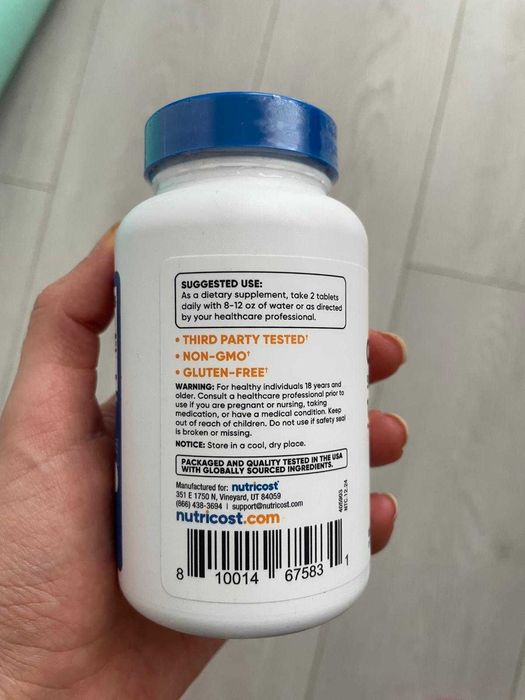 SUGGESTED USE:
As a dietary supplement, take 2 tablets
daily with 8-12 oz of water or as directed
by your healthcare professional.
• THIRD PARTY TESTED†
• NON-GMO†
• GLUTEN-FREE†
WARNING: For healthy individuals 18 years and
older. Consult a healthcare professional prior to
use if you are pregnant or nursing, taking
medication, or have a medical condition. Keep
out of reach of children. Do not use if safety seal
is broken or missing.
NOTICE: Store in a cool, dry place.
PACKAGED AND QUALITY TESTED IN THE USA
WITH GLOBALLY SOURCED INGREDIENTS.
Manufactured for: nutricost®
351 E 1750 N, Vineyard, UT 84059
(866) 438-3694 | support@nutricost.com
nutricost.com
8 10014 67583 1
405903
NTC.12.24